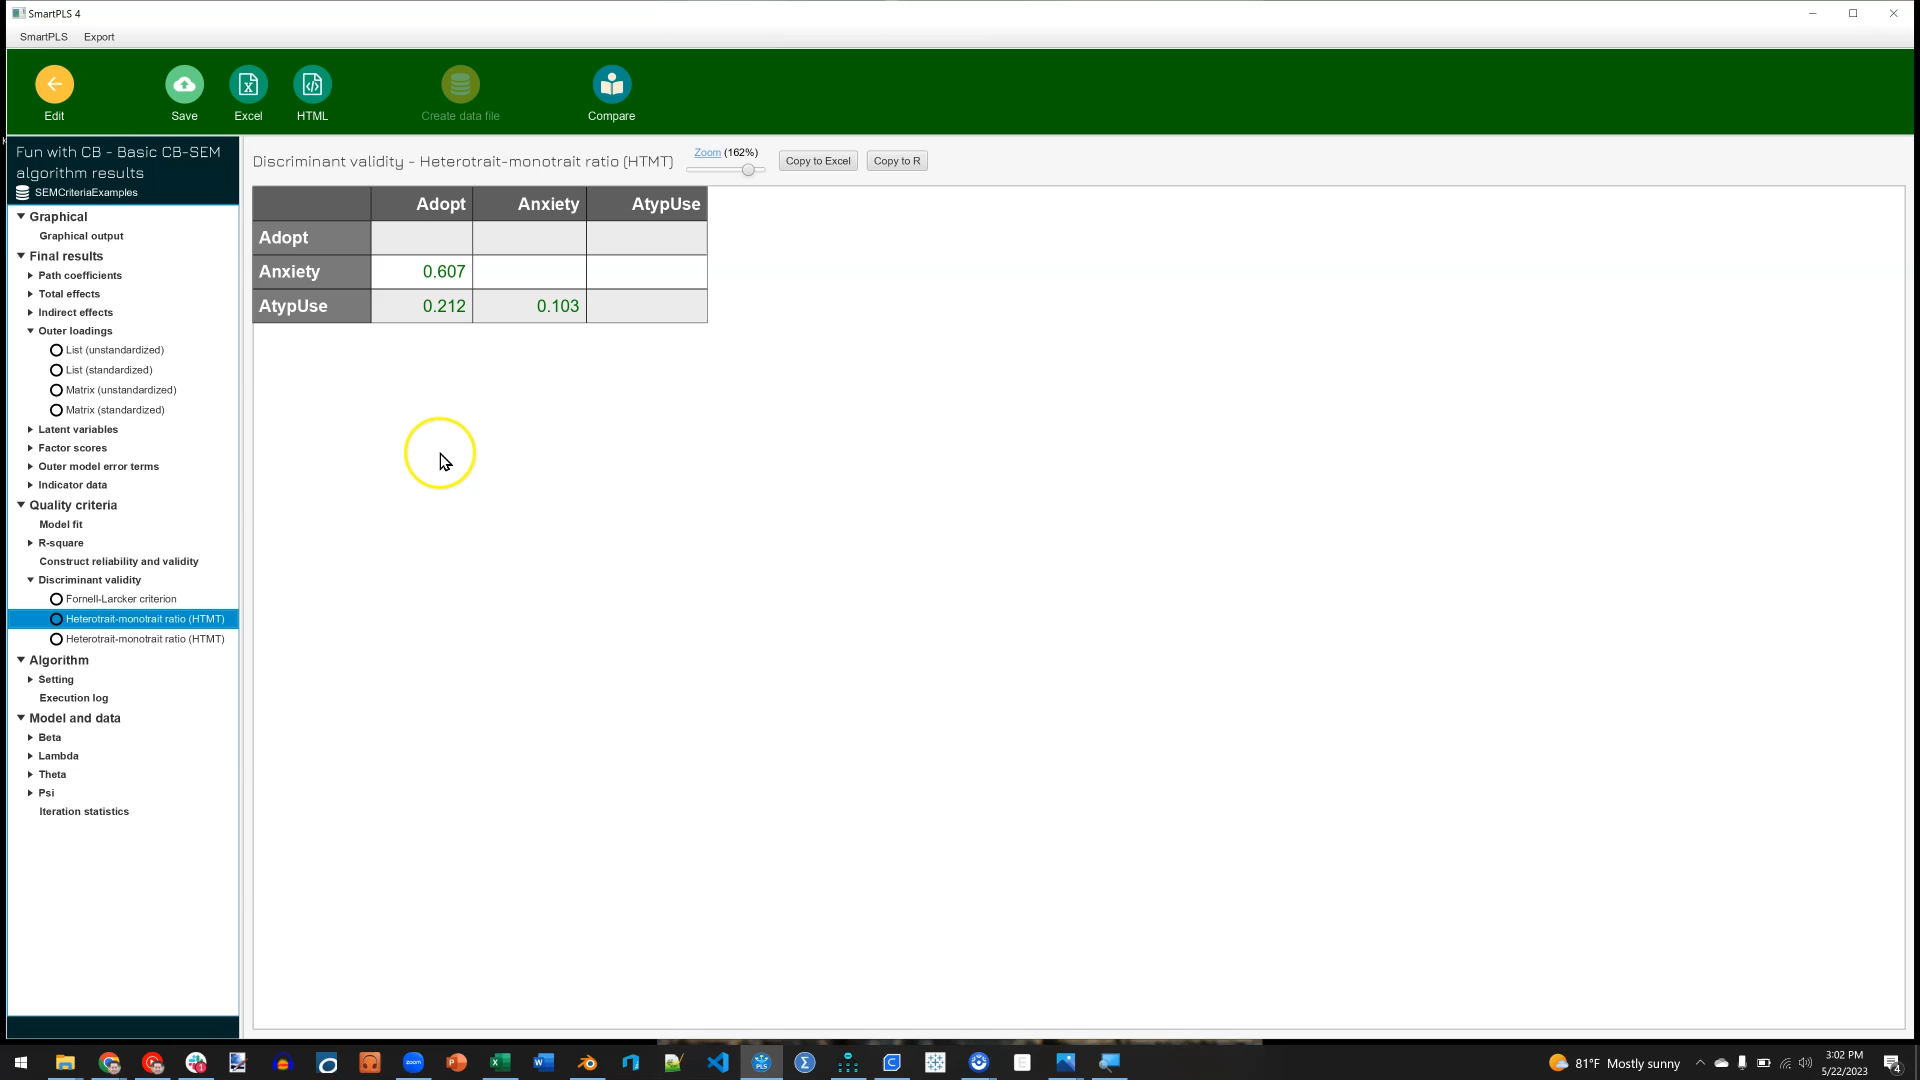 SmartPLS 4
SmartPLS Export
Edit
Save
Excel
HTML
Create data file
Compare
Fun with CB - Basic CB-SEM
algorithm results
SEMCriteriaExamples
Graphical
Graphical output
Final results
Path coefficients
Total effects
Indirect effects
Outer loadings
List (unstandardized)
List (standardized)
Matrix (unstandardized)
Matrix (standardized)
Latent variables
Factor scores
Outer model error terms
Indicator data
Quality criteria
Model fit
R-square
Construct reliability and validity
Discriminant validity
Fornell-Larcker criterion
Heterotrait-monotrait ratio (HTMT)
Heterotrait-monotrait ratio (HTMT)
Algorithm
Setting
Execution log
Model and data
Beta
Lambda
Theta
Psi
Iteration statistics
Discriminant validity - Heterotrait-monotrait ratio (HTMT)
Zoom (162%)
Copy to Excel
Copy to R
Adopt Anxiety AtypUse
Adopt
Anxiety 0.607
AtypUse 0.212 0.103
zoom
PLS
81°F Mostly sunny
3:02 PM
5/22/2023
4